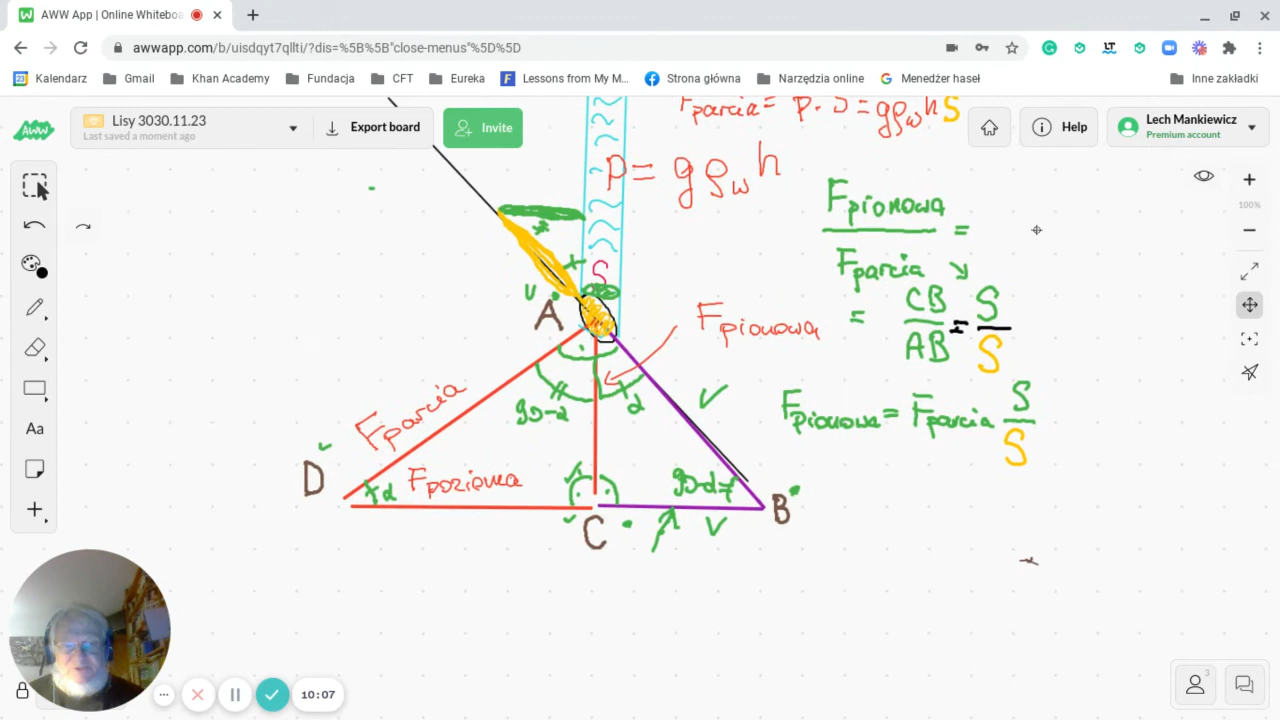 AWW App | Online Whiteboa
awwapp.com/b/uisdqyt7qllti/?dis=%5B%5B"close-menus"%5D%5D
Kalendarz Gmail Khan Academy Fundacja CFT Eureka Lessons from My M... Strona główna Narzędzia online Menedżer haseł Inne zakładki
AWW Lisy 3030.11.23
Last saved a moment ago
Export board
Invite
Help
Lech Mankiewicz
Premium account
100%
Fparcia = p · S = gρwh S
p = gρwh
Fpionowa
=
Fparcia
S
A
Fpionowa
= CB/AB = S/S
Fparcia
90-α
α
Fpionowa = Fparcia S/S
D
α
Fpozioma
90-α
C
B
Aa
3
10:07